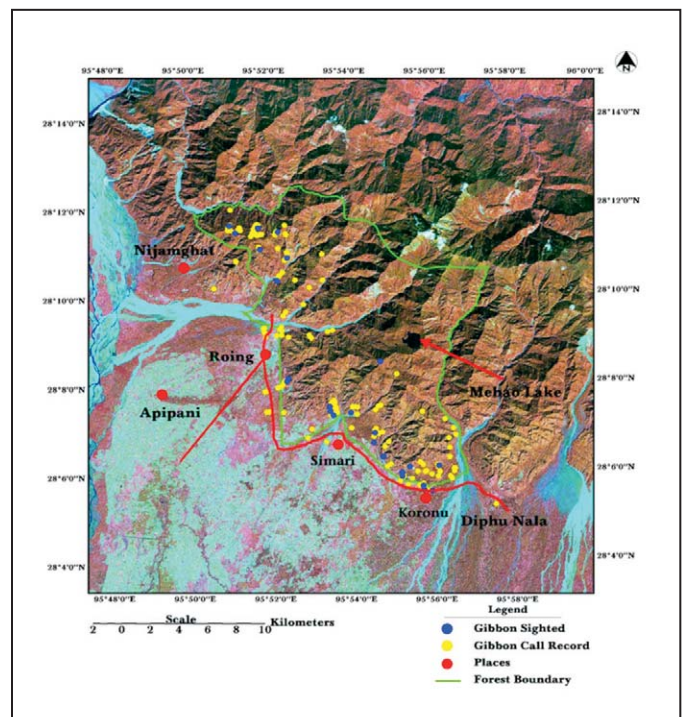 N
95°48'0"E 95°50'0"E 95°52'0"E 95°54'0"E 95°56'0"E 95°58'0"E 96°0'0"E
28°14'0"N
28°14'0"N
28°12'0"N
28°12'0"N
Nijamghat
28°10'0"N
28°10'0"N
Roing
28°8'0"N
28°8'0"N
Mehao Lake
Apipani
Simari
28°6'0"N
28°6'0"N
Koronu
Diphu Nala
28°4'0"N
28°4'0"N
95°48'0"E 95°50'0"E 95°52'0"E 95°54'0"E 95°56'0"E 95°58'0"E
Scale
Kilometers
2 0 2 4 6 8 10
Legend
Gibbon Sighted
Gibbon Call Record
Places
Forest Boundary